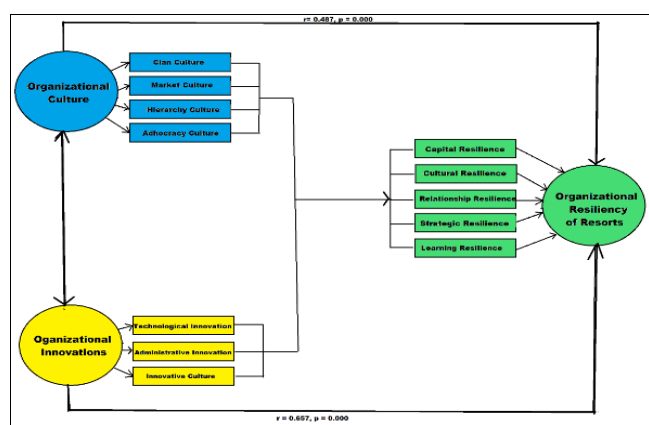 r= 0.487, p = 0.000
Organizational
Culture
Clan Culture
Market Culture
Hierarchy Culture
Adhocracy Culture
Capital Resilience
Cultural Resilience
Relationship Resilience
Strategic Resilience
Learning Resilience
Organizational
Resiliency
of Resorts
Oganizational
Innovations
Technological Innovation
Administrative Innovation
Innovative Culture
r = 0.657, p = 0.000